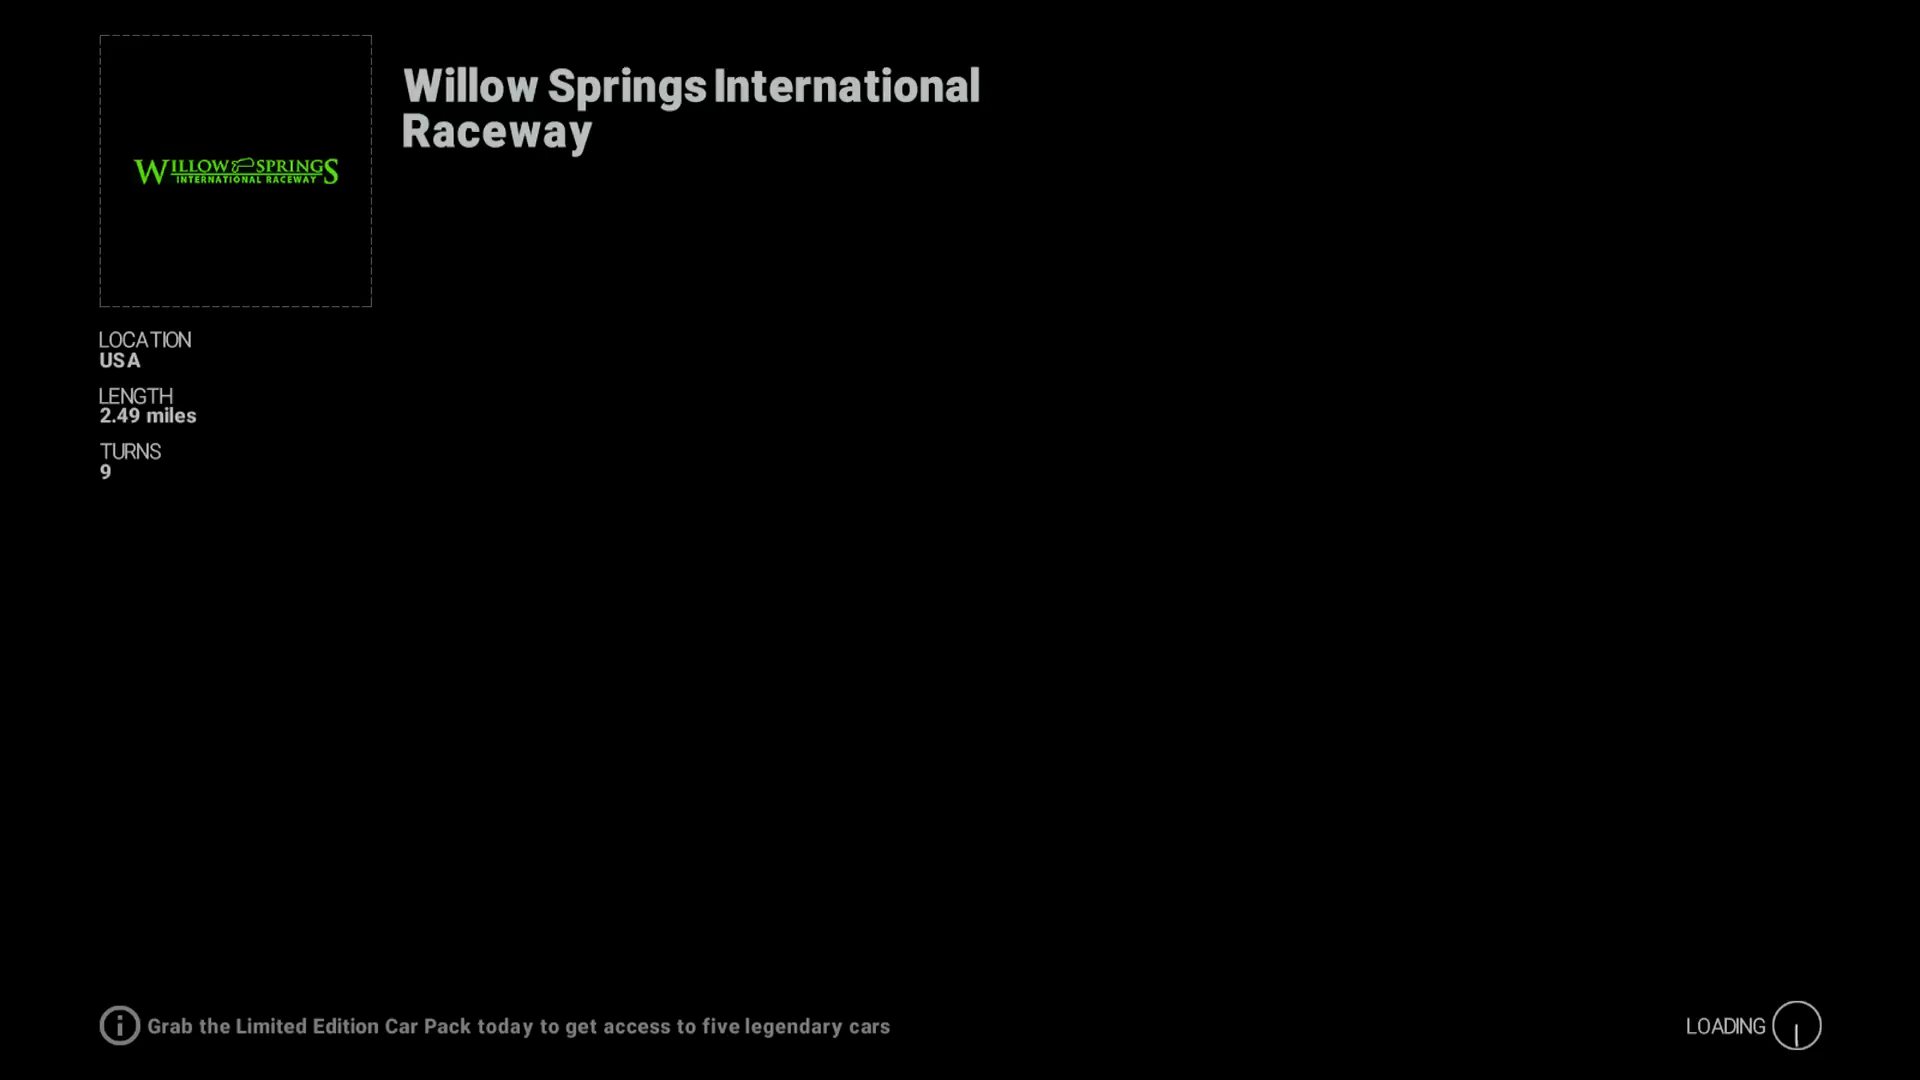 WILLOW SPRINGS
INTERNATIONAL RACEWAY
Willow Springs International
Raceway
LOCATION
USA
LENGTH
2.49 miles
TURNS
9
Grab the Limited Edition Car Pack today to get access to five legendary cars
LOADING